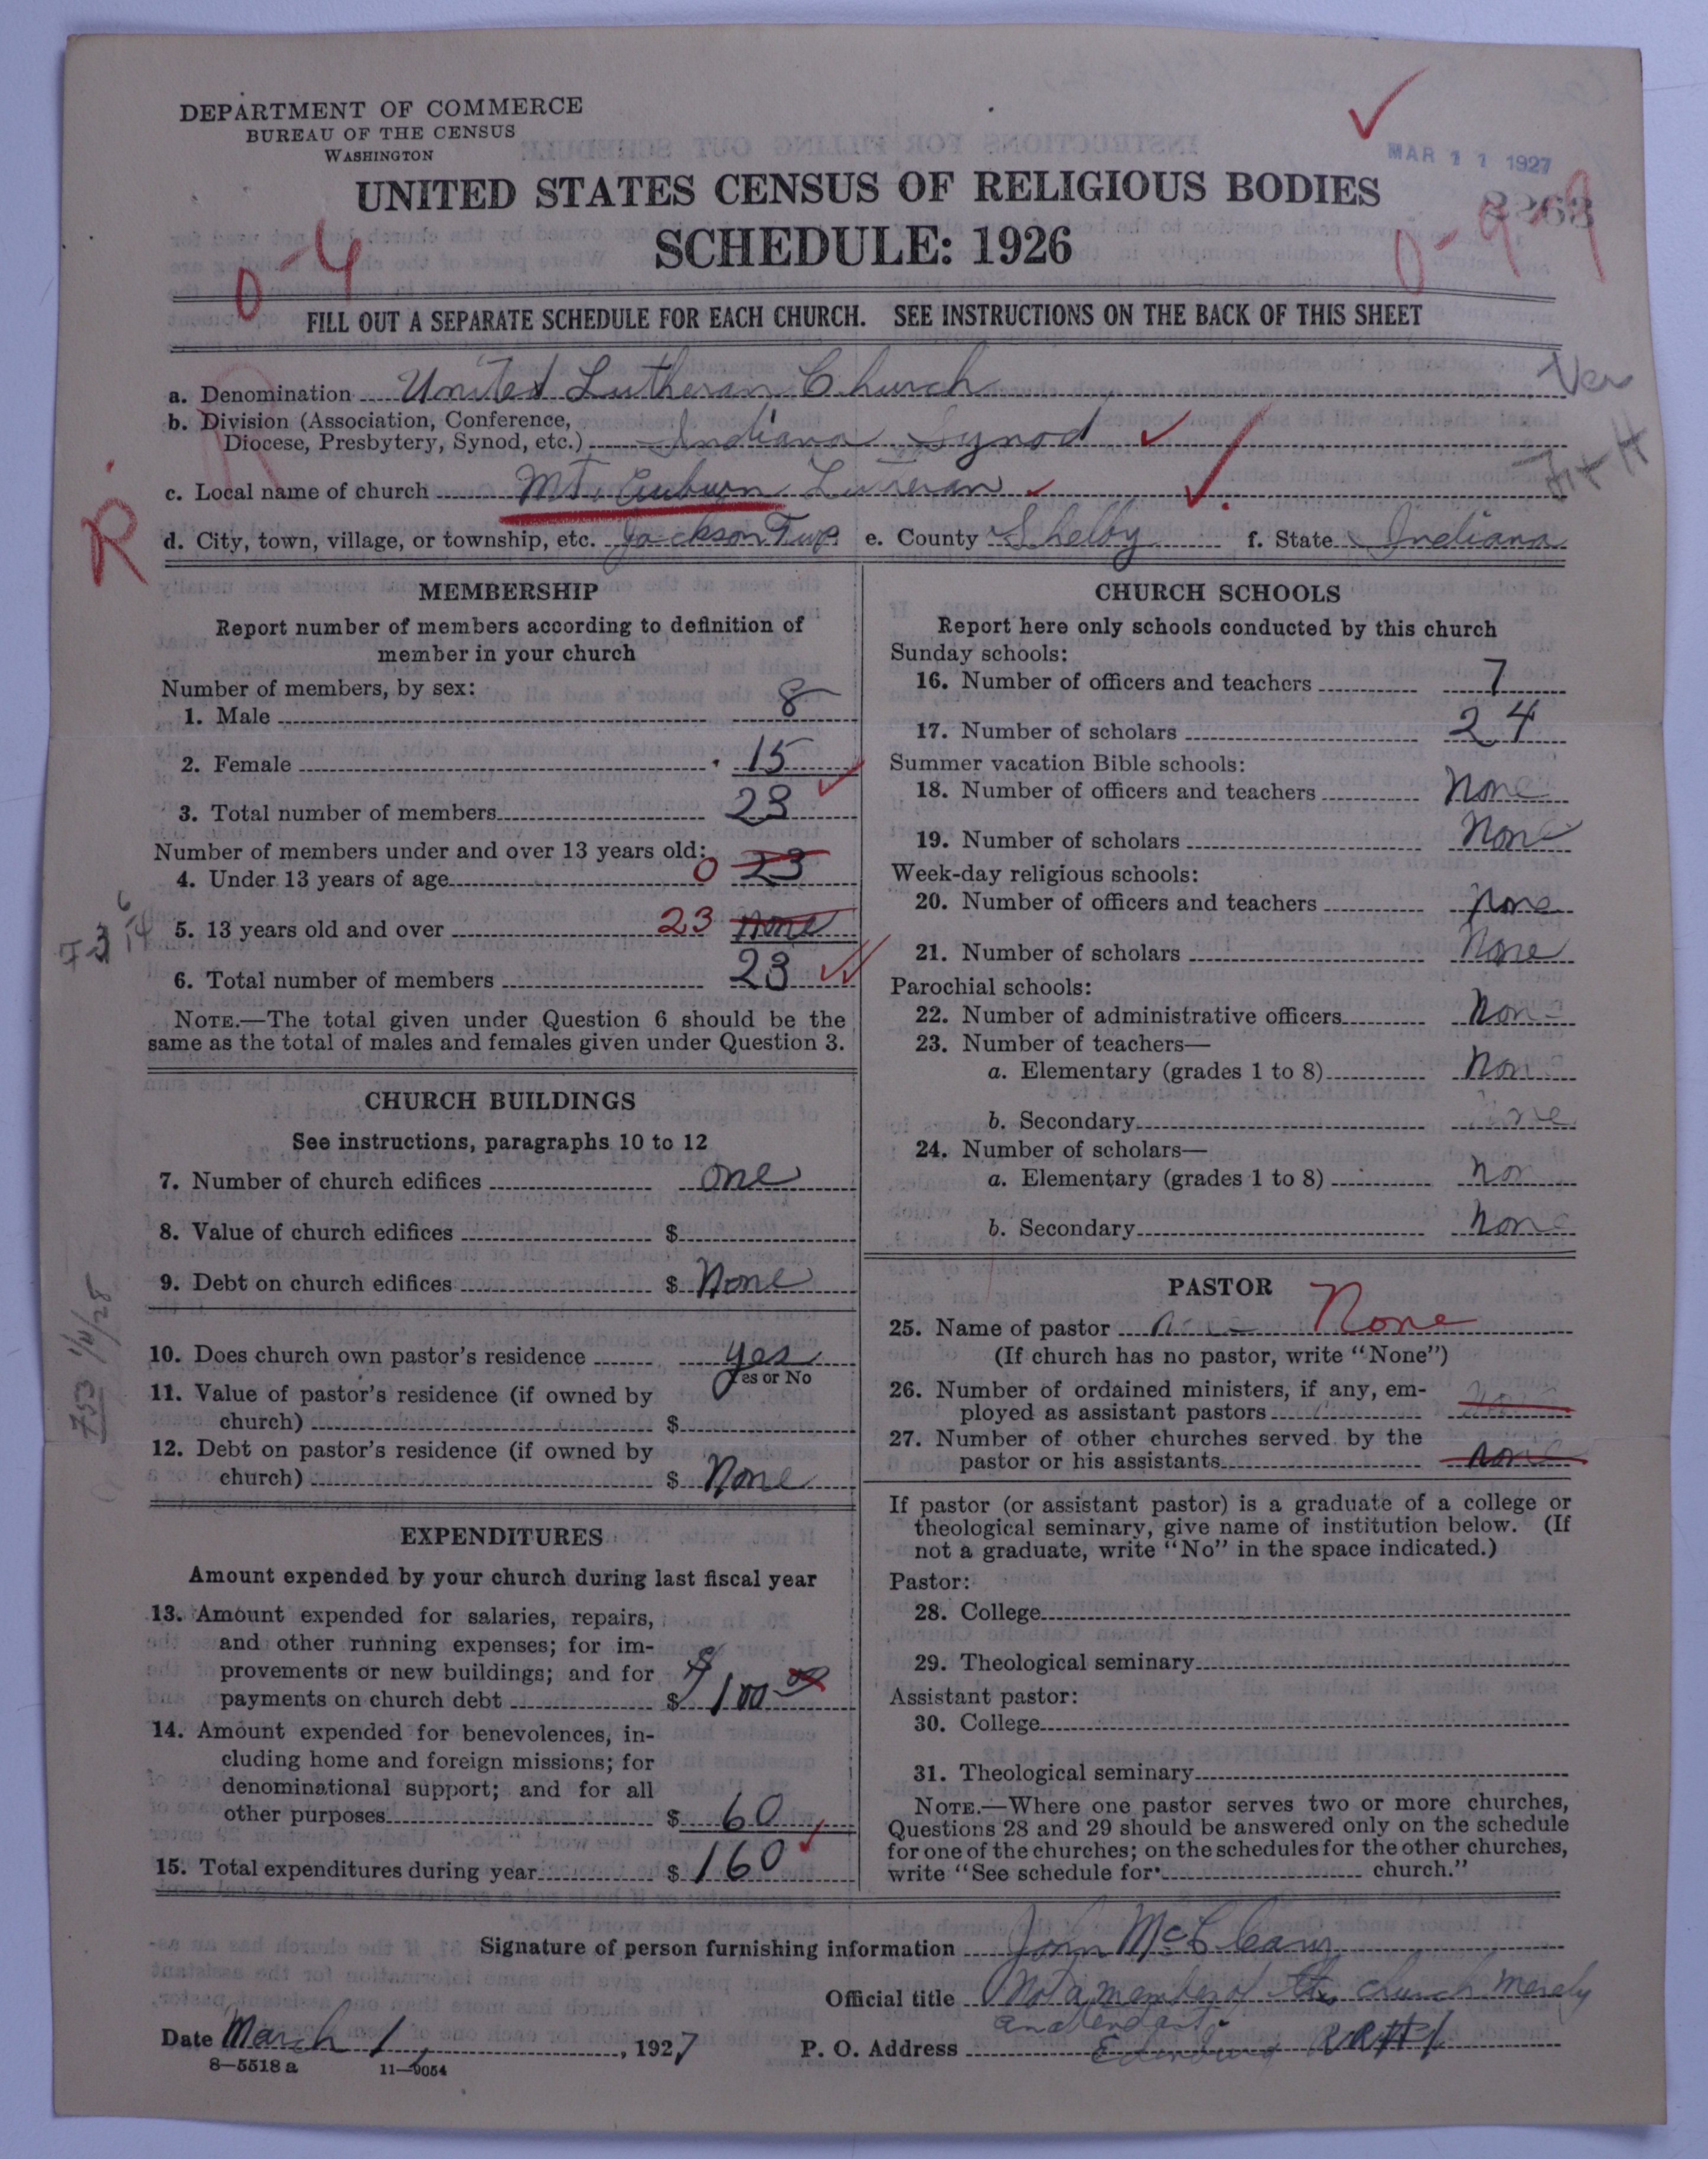 DEPARTMENT OF COMMERCE
BUREAU OF THE CENSUS
WASHINGTON
MAR 11 1927
UNITED STATES CENSUS OF RELIGIOUS BODIES
SCHEDULE: 1926
0-4
0-9-9
FILL OUT A SEPARATE SCHEDULE FOR EACH CHURCH. SEE INSTRUCTIONS ON THE BACK OF THIS SHEET
a. Denomination United Lutheran Church
Ver
b. Division (Association, Conference,
Diocese, Presbytery, Synod, etc.) Indiana Synod
c. Local name of church Mt. Auburn Lutheran
R
d. City, town, village, or township, etc. Jackson Twp. e. County Shelby f. State Indiana
MEMBERSHIP
Report number of members according to definition of
member in your church
Number of members, by sex:
1. Male 8
2. Female 15
3. Total number of members 23
Number of members under and over 13 years old:
4. Under 13 years of age 0 23
5. 13 years old and over 23 none
6. Total number of members 23
NOTE.—The total given under Question 6 should be the
same as the total of males and females given under Question 3.
CHURCH BUILDINGS
See instructions, paragraphs 10 to 12
7. Number of church edifices one
8. Value of church edifices $
9. Debt on church edifices $ None
10. Does church own pastor's residence yes
Yes or No
11. Value of pastor's residence (if owned by
church) $
12. Debt on pastor's residence (if owned by
church) $ None
753 1/11/28
EXPENDITURES
Amount expended by your church during last fiscal year
13. Amount expended for salaries, repairs,
and other running expenses; for im-
provements or new buildings; and for
payments on church debt $ $100 00
14. Amount expended for benevolences, in-
cluding home and foreign missions; for
denominational support; and for all
other purposes $ 60
15. Total expenditures during year $ 160
CHURCH SCHOOLS
Report here only schools conducted by this church
Sunday schools:
16. Number of officers and teachers 7
17. Number of scholars 24
Summer vacation Bible schools:
18. Number of officers and teachers None
19. Number of scholars None
Week-day religious schools:
20. Number of officers and teachers None
21. Number of scholars None
Parochial schools:
22. Number of administrative officers None
23. Number of teachers—
a. Elementary (grades 1 to 8) Non
b. Secondary None
24. Number of scholars—
a. Elementary (grades 1 to 8) Non
b. Secondary None
PASTOR
25. Name of pastor None None
(If church has no pastor, write "None")
26. Number of ordained ministers, if any, em-
ployed as assistant pastors None
27. Number of other churches served by the
pastor or his assistants None
If pastor (or assistant pastor) is a graduate of a college or
theological seminary, give name of institution below. (If
not a graduate, write "No" in the space indicated.)
Pastor:
28. College
29. Theological seminary
Assistant pastor:
30. College
31. Theological seminary
NOTE.—Where one pastor serves two or more churches,
Questions 28 and 29 should be answered only on the schedule
for one of the churches; on the schedules for the other churches,
write "See schedule for church."
Signature of person furnishing information John McClain
Official title Not a member of the church merely
an attendant.
Date March 1, 1927 P. O. Address Edinburg RR#1
8—5518 a 11—9054